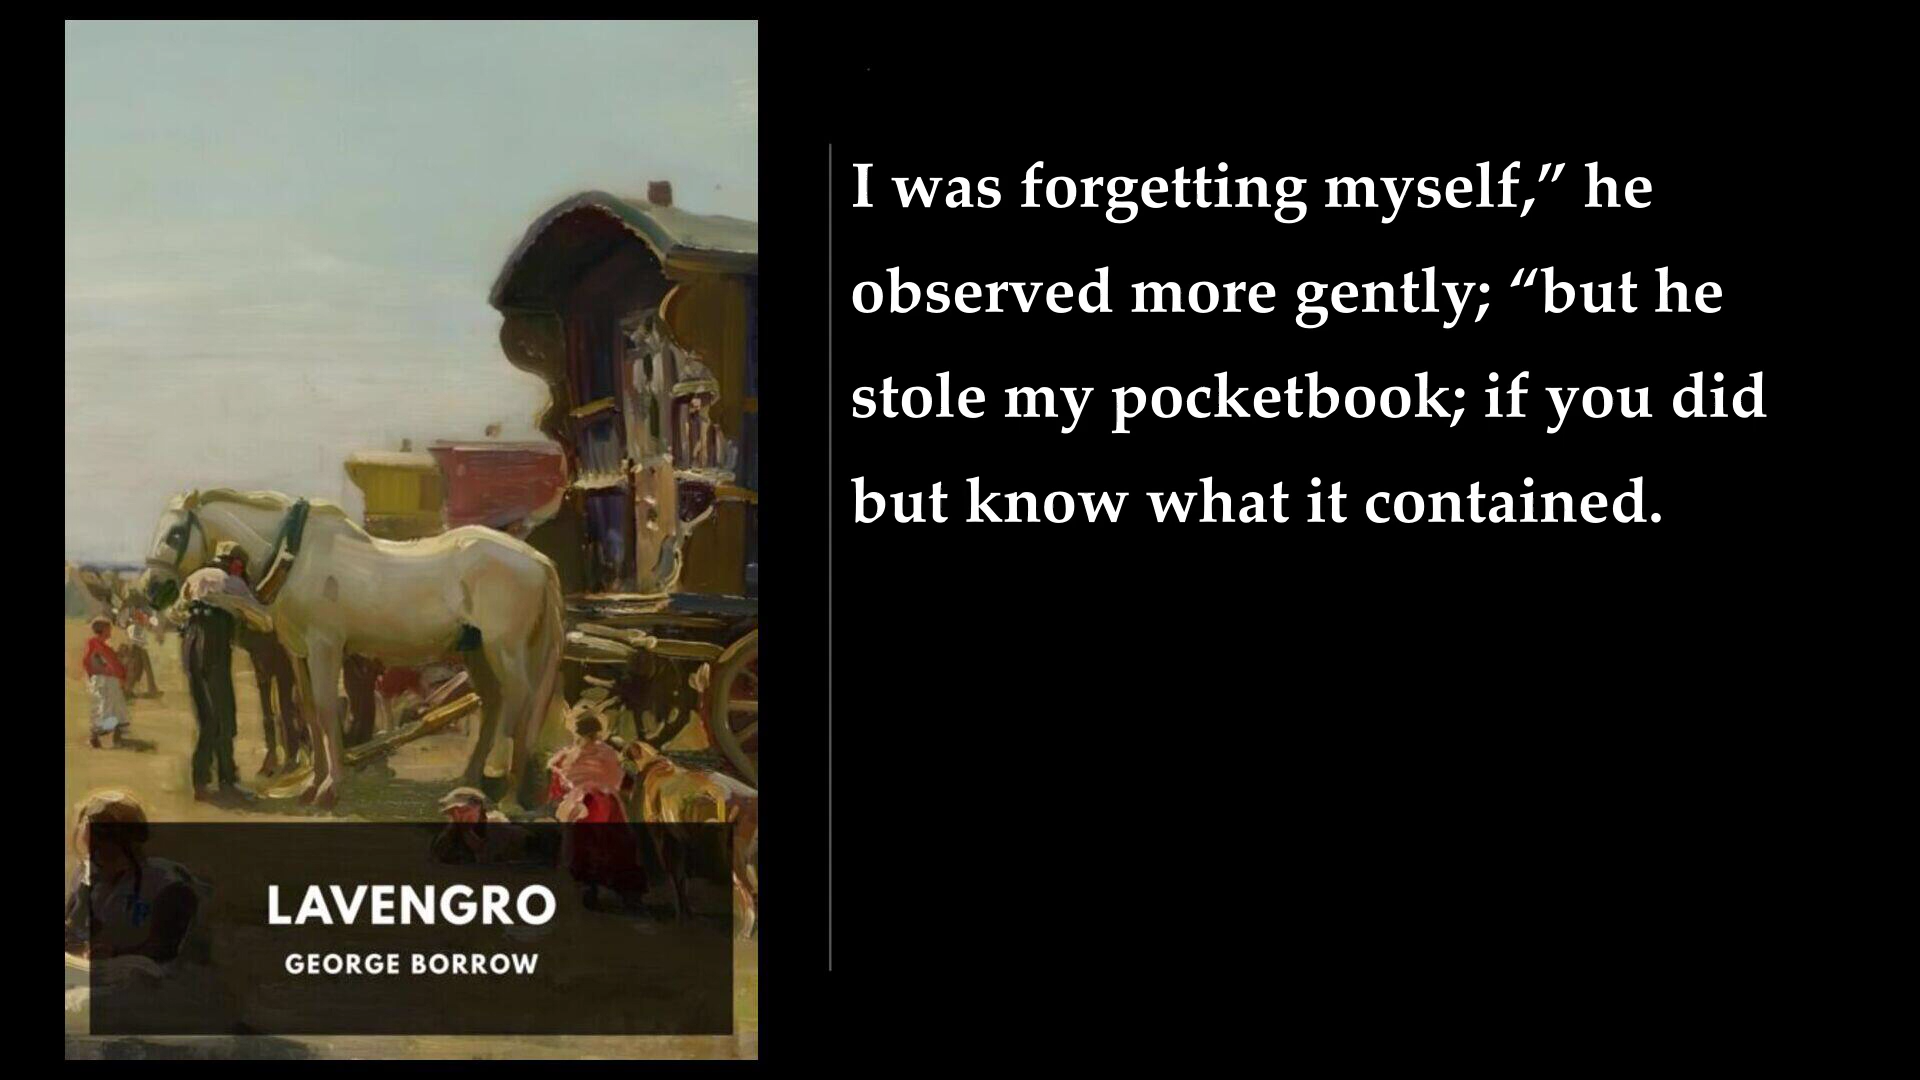 LAVENGRO
GEORGE BORROW
I was forgetting myself,” he
observed more gently; “but he
stole my pocketbook; if you did
but know what it contained.